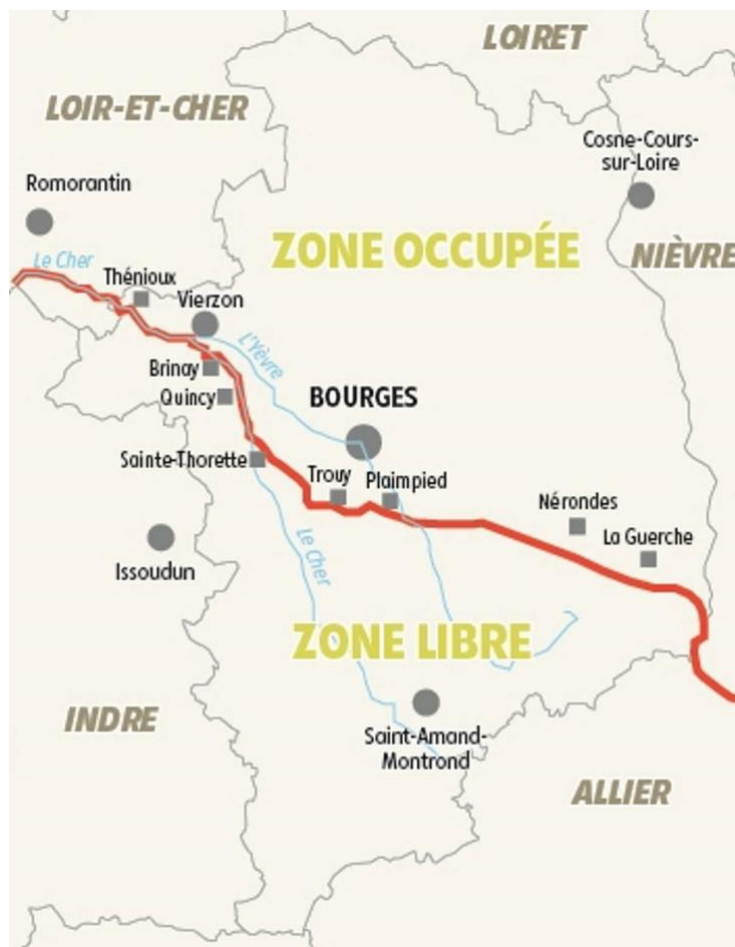 LOIRET
LOIR-ET-CHER
Cosne-Cours-
sur-Loire
Romorantin
ZONE OCCUPÉE
NIÈVRE
Le Cher
Thénioux
Vierzon
L'Yèvre
Brinay
BOURGES
Quincy
Sainte-Thorette
Trouy
Plaimpied
Nérondes
La Guerche
Le Cher
Issoudun
ZONE LIBRE
INDRE
Saint-Amand-
Montrond
ALLIER